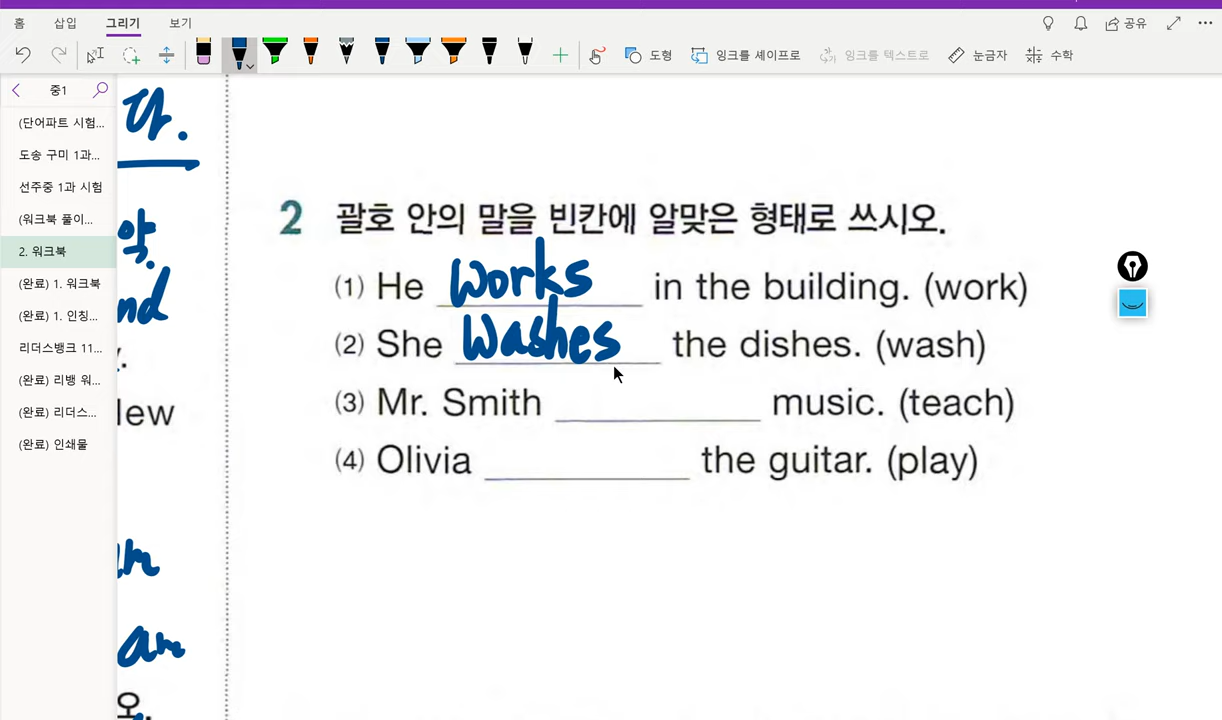 홈 삽입 그리기 보기
공유
도형 잉크를 셰이프로 잉크를 텍스트로 눈금자 수학
중1
(단어파트 시험...
도송 구미 1과...
선주중 1과 시험
(워크북 풀이...
2. 워크북
(완료) 1. 워크북
(완료) 1. 인칭...
리더스뱅크 11...
(완료) 리뱅 워...
(완료) 리더스...
(완료) 인쇄물
다.
악.
nd
lew
am
오.
2 괄호 안의 말을 빈칸에 알맞은 형태로 쓰시오.
(1) He works in the building. (work)
(2) She washes the dishes. (wash)
(3) Mr. Smith music. (teach)
(4) Olivia the guitar. (play)